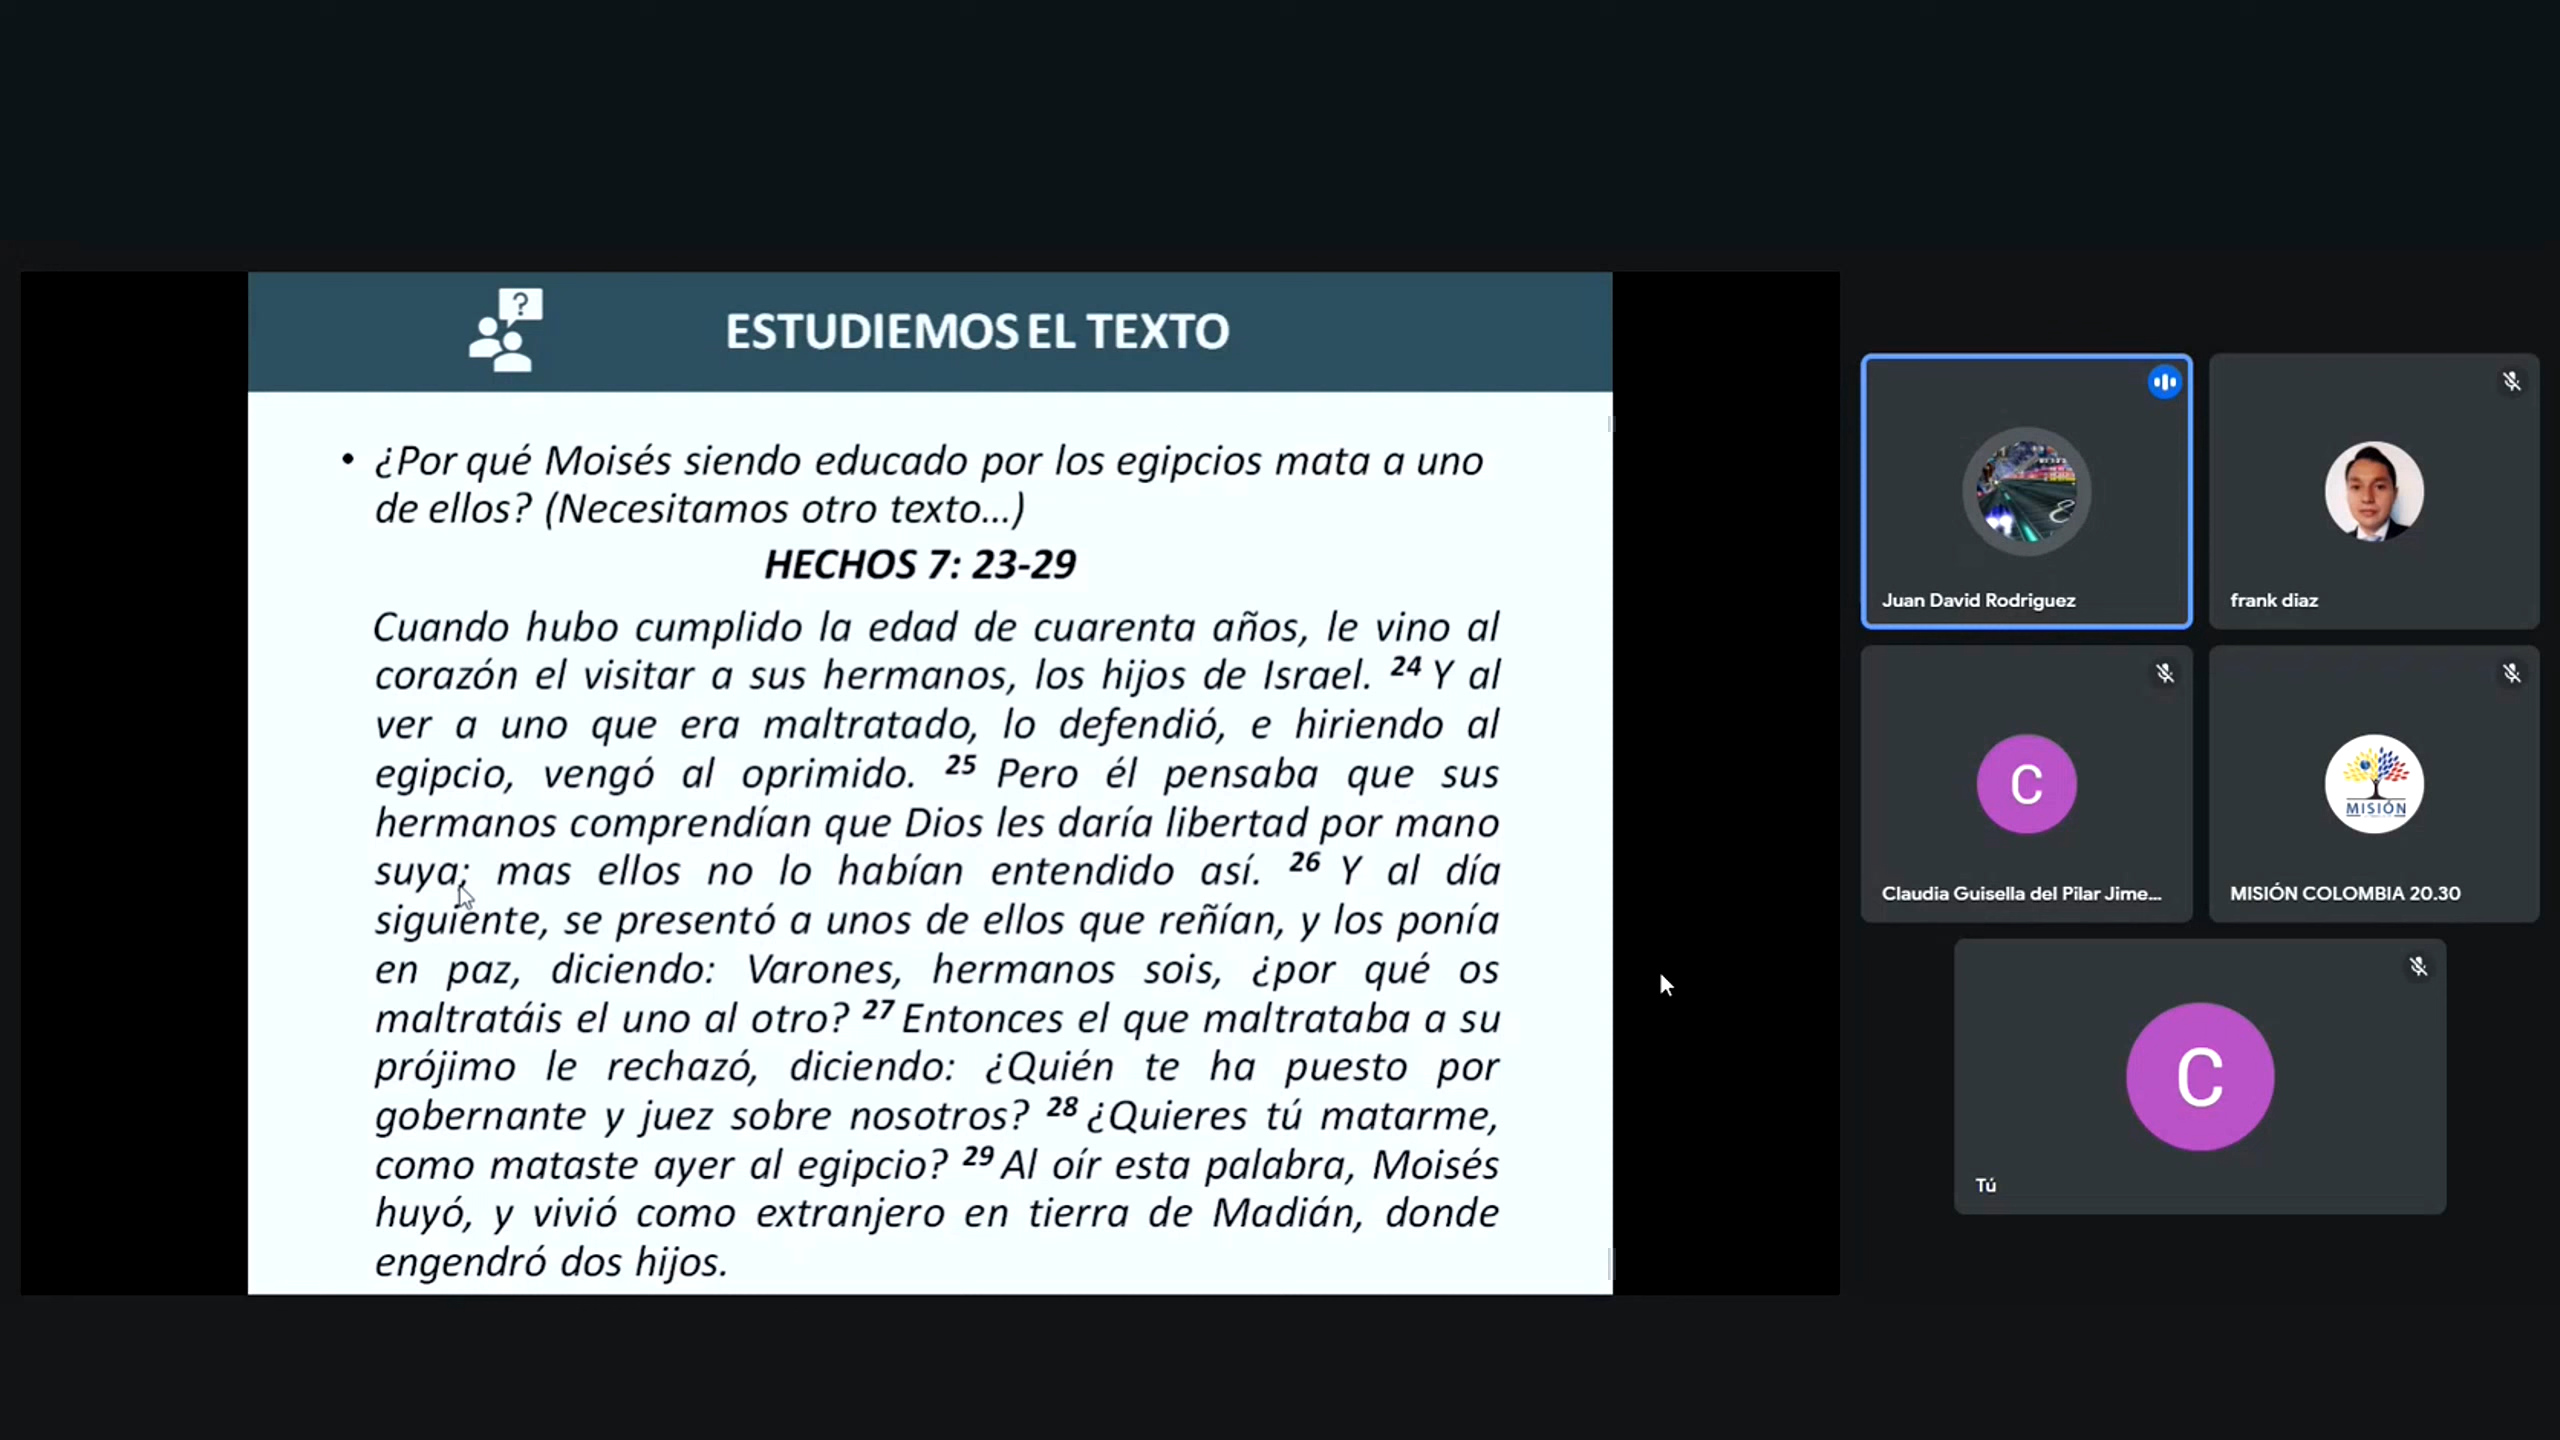 ESTUDIEMOS EL TEXTO
• ¿Por qué Moisés siendo educado por los egipcios mata a uno
de ellos? (Necesitamos otro texto...)
HECHOS 7: 23-29
Cuando hubo cumplido la edad de cuarenta años, le vino al
corazón el visitar a sus hermanos, los hijos de Israel. 24 Y al
ver a uno que era maltratado, lo defendió, e hiriendo al
egipcio, vengó al oprimido. 25 Pero él pensaba que sus
hermanos comprendían que Dios les daría libertad por mano
suya; mas ellos no lo habían entendido así. 26 Y al día
siguiente, se presentó a unos de ellos que reñían, y los ponía
en paz, diciendo: Varones, hermanos sois, ¿por qué os
maltratáis el uno al otro? 27 Entonces el que maltrataba a su
prójimo le rechazó, diciendo: ¿Quién te ha puesto por
gobernante y juez sobre nosotros? 28 ¿Quieres tú matarme,
como mataste ayer al egipcio? 29 Al oír esta palabra, Moisés
huyó, y vivió como extranjero en tierra de Madián, donde
engendró dos hijos.
Juan David Rodriguez
frank diaz
C
Claudia Guisella del Pilar Jime...
MISIÓN
MISIÓN COLOMBIA 20.30
C
Tú